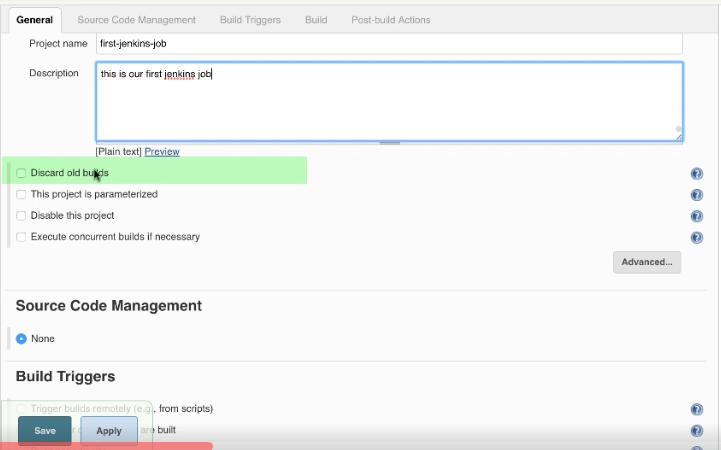 General Source Code Management Build Triggers Build Post-build Actions
Project name first-jenkins-job
Description this is our first jenkins job
[Plain text] Preview
Discard old builds
This project is parameterized
Disable this project
Execute concurrent builds if necessary
Advanced...
Source Code Management
None
Build Triggers
Trigger builds remotely (e.g., from scripts)
Save Apply are built